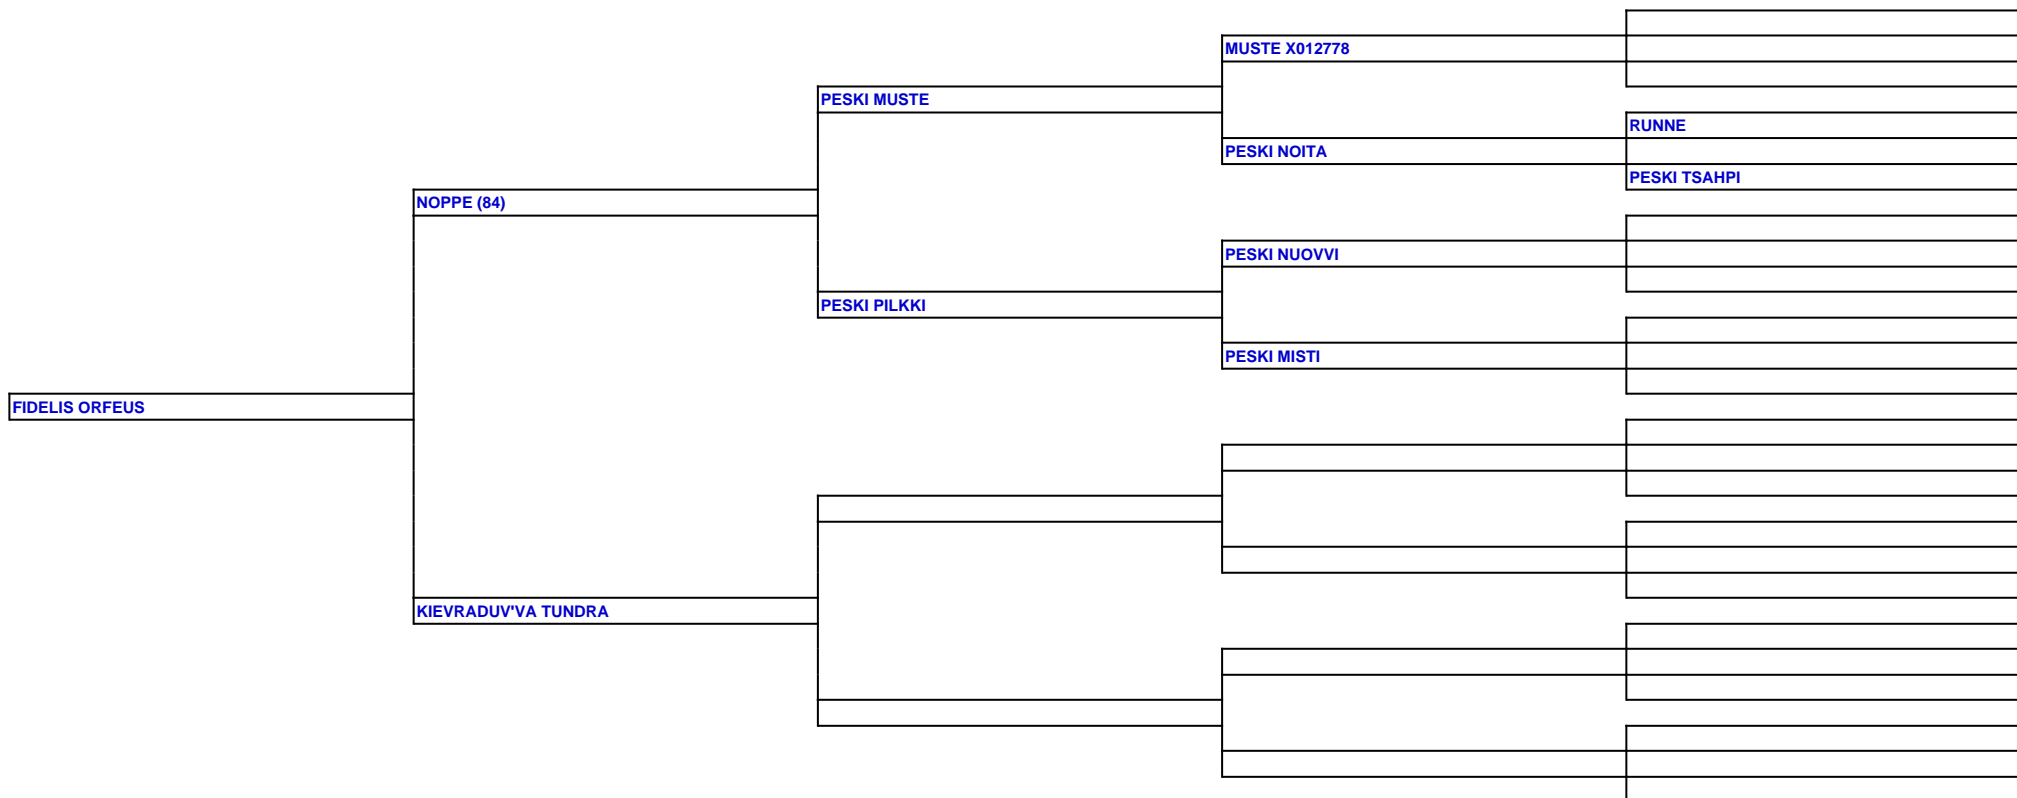 MUSTE X012778
PESKI MUSTE
RUNNE
PESKI NOITA
PESKI TSAHPI
NOPPE (84)
PESKI NUOVVI
PESKI PILKKI
PESKI MISTI
FIDELIS ORFEUS
KIEVRADUV'VA TUNDRA